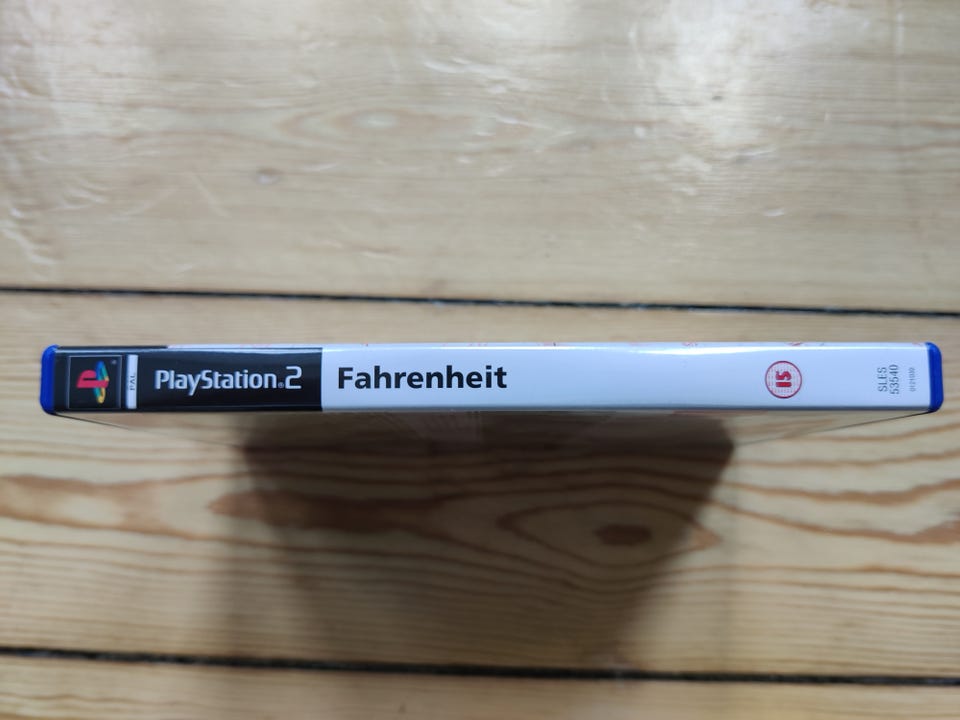 PAL
PlayStation®2
Fahrenheit
15
SLES
53540